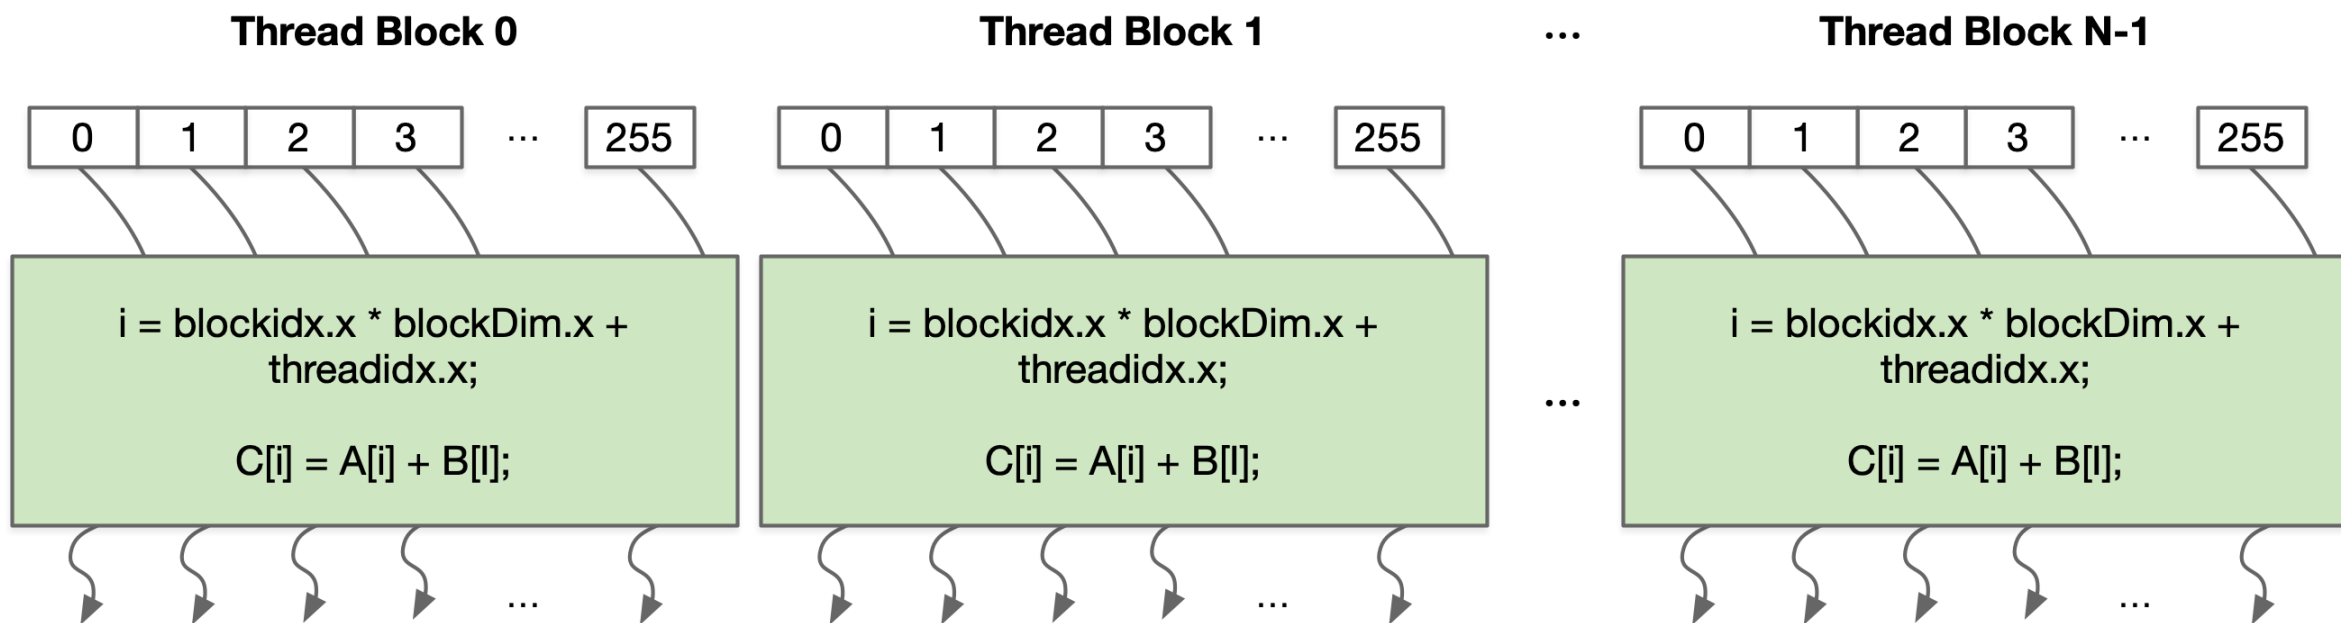 Thread Block 0
Thread Block 1
...
Thread Block N-1
0 1 2 3 ... 255
0 1 2 3 ... 255
0 1 2 3 ... 255
i = blockidx.x * blockDim.x +
threadidx.x;
C[i] = A[i] + B[I];
i = blockidx.x * blockDim.x +
threadidx.x;
C[i] = A[i] + B[I];
...
i = blockidx.x * blockDim.x +
threadidx.x;
C[i] = A[i] + B[I];
...
...
...